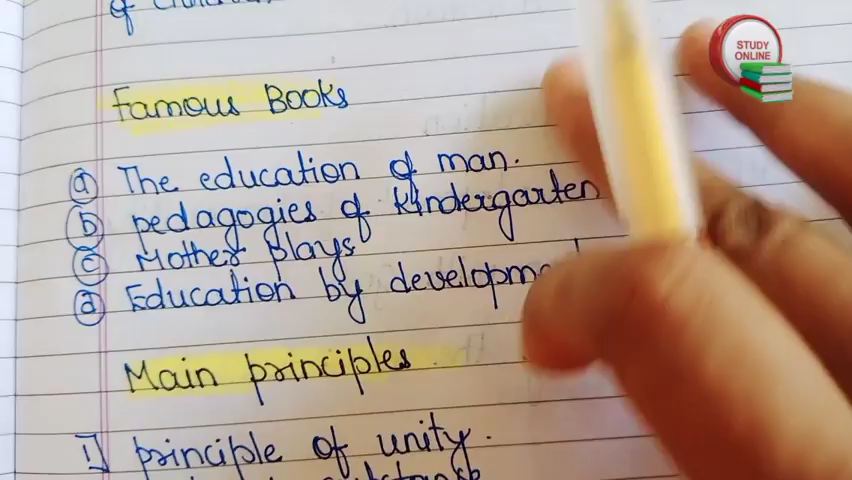 of
STUDY
ONLINE
Famous Books
a The education of man.
b pedagogies of kindergarten
c Mother plays
d Education by developm
Main principles
i] principle of unity.